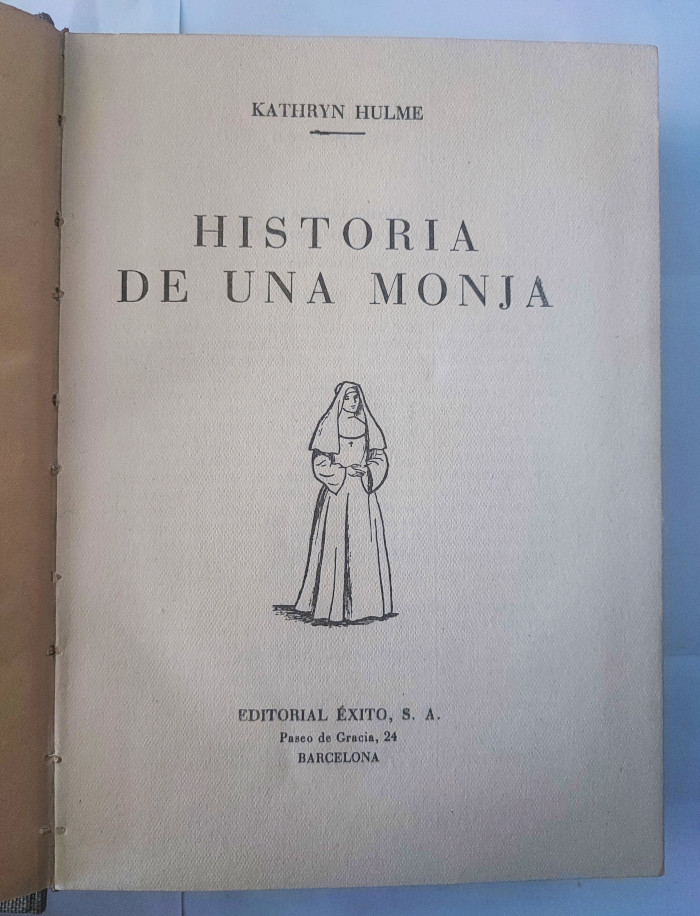 KATHRYN HULME
HISTORIA
DE UNA MONJA
EDITORIAL ÉXITO, S. A.
Paseo de Gracia, 24
BARCELONA